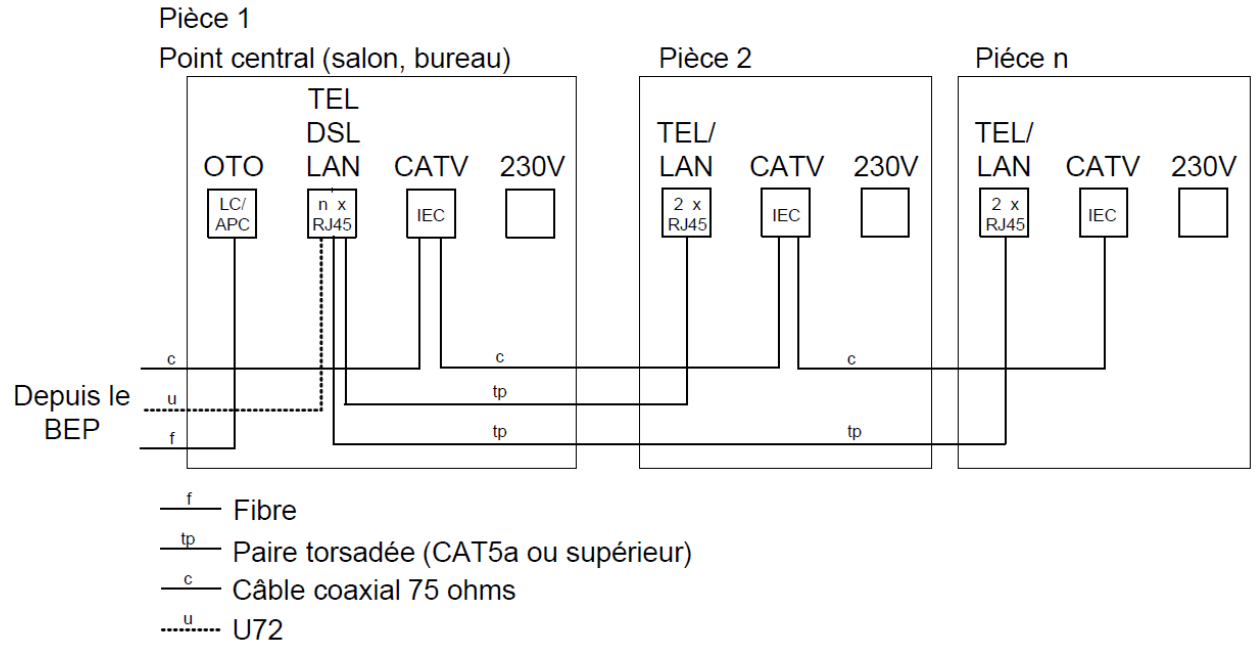 Pièce 1
Point central (salon, bureau)
Pièce 2
Piéce n
TEL
DSL
OTO LAN CATV 230V
TEL/
LAN CATV 230V
TEL/
LAN CATV 230V
LC/
APC
n x
RJ45
IEC
2 x
RJ45
IEC
2 x
RJ45
IEC
c c c
Depuis le
BEP
u tp
f tp tp
f Fibre
tp Paire torsadée (CAT5a ou supérieur)
c Câble coaxial 75 ohms
u U72